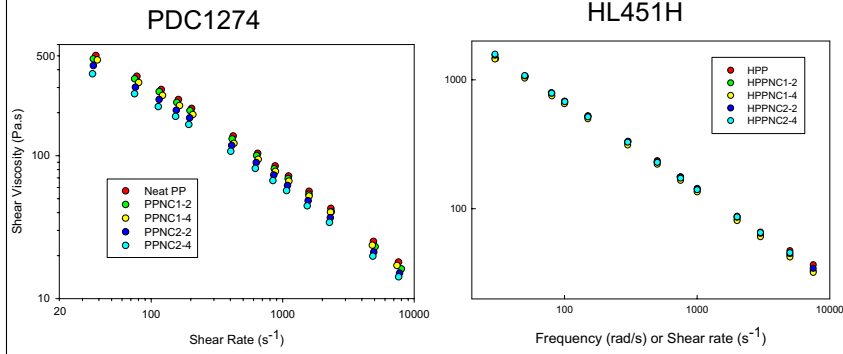 PDC1274
HL451H
500
100
10
Shear Viscosity (Pa.s)
Neat PP
PPNC1-2
PPNC1-4
PPNC2-2
PPNC2-4
20
100
1000
10000
Shear Rate (s-1)
1000
100
HPP
HPPNC1-2
HPPNC1-4
HPPNC2-2
HPPNC2-4
100
1000
10000
Frequency (rad/s) or Shear rate (s-1)